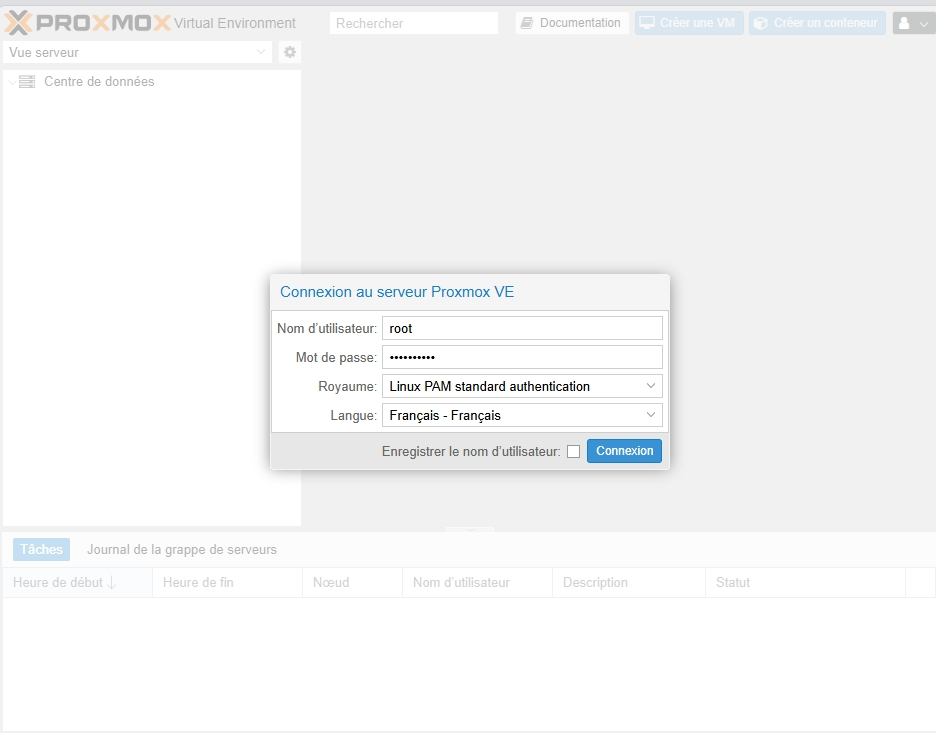 PROXMOX Virtual Environment Rechercher Documentation Créer une VM Créer un conteneur
Vue serveur
Centre de données
Connexion au serveur Proxmox VE
Nom d'utilisateur: root
Mot de passe: ••••••••••
Royaume: Linux PAM standard authentication
Langue: Français - Français
Enregistrer le nom d'utilisateur: Connexion
Tâches Journal de la grappe de serveurs
Heure de début ↓ Heure de fin Nœud Nom d'utilisateur Description Statut